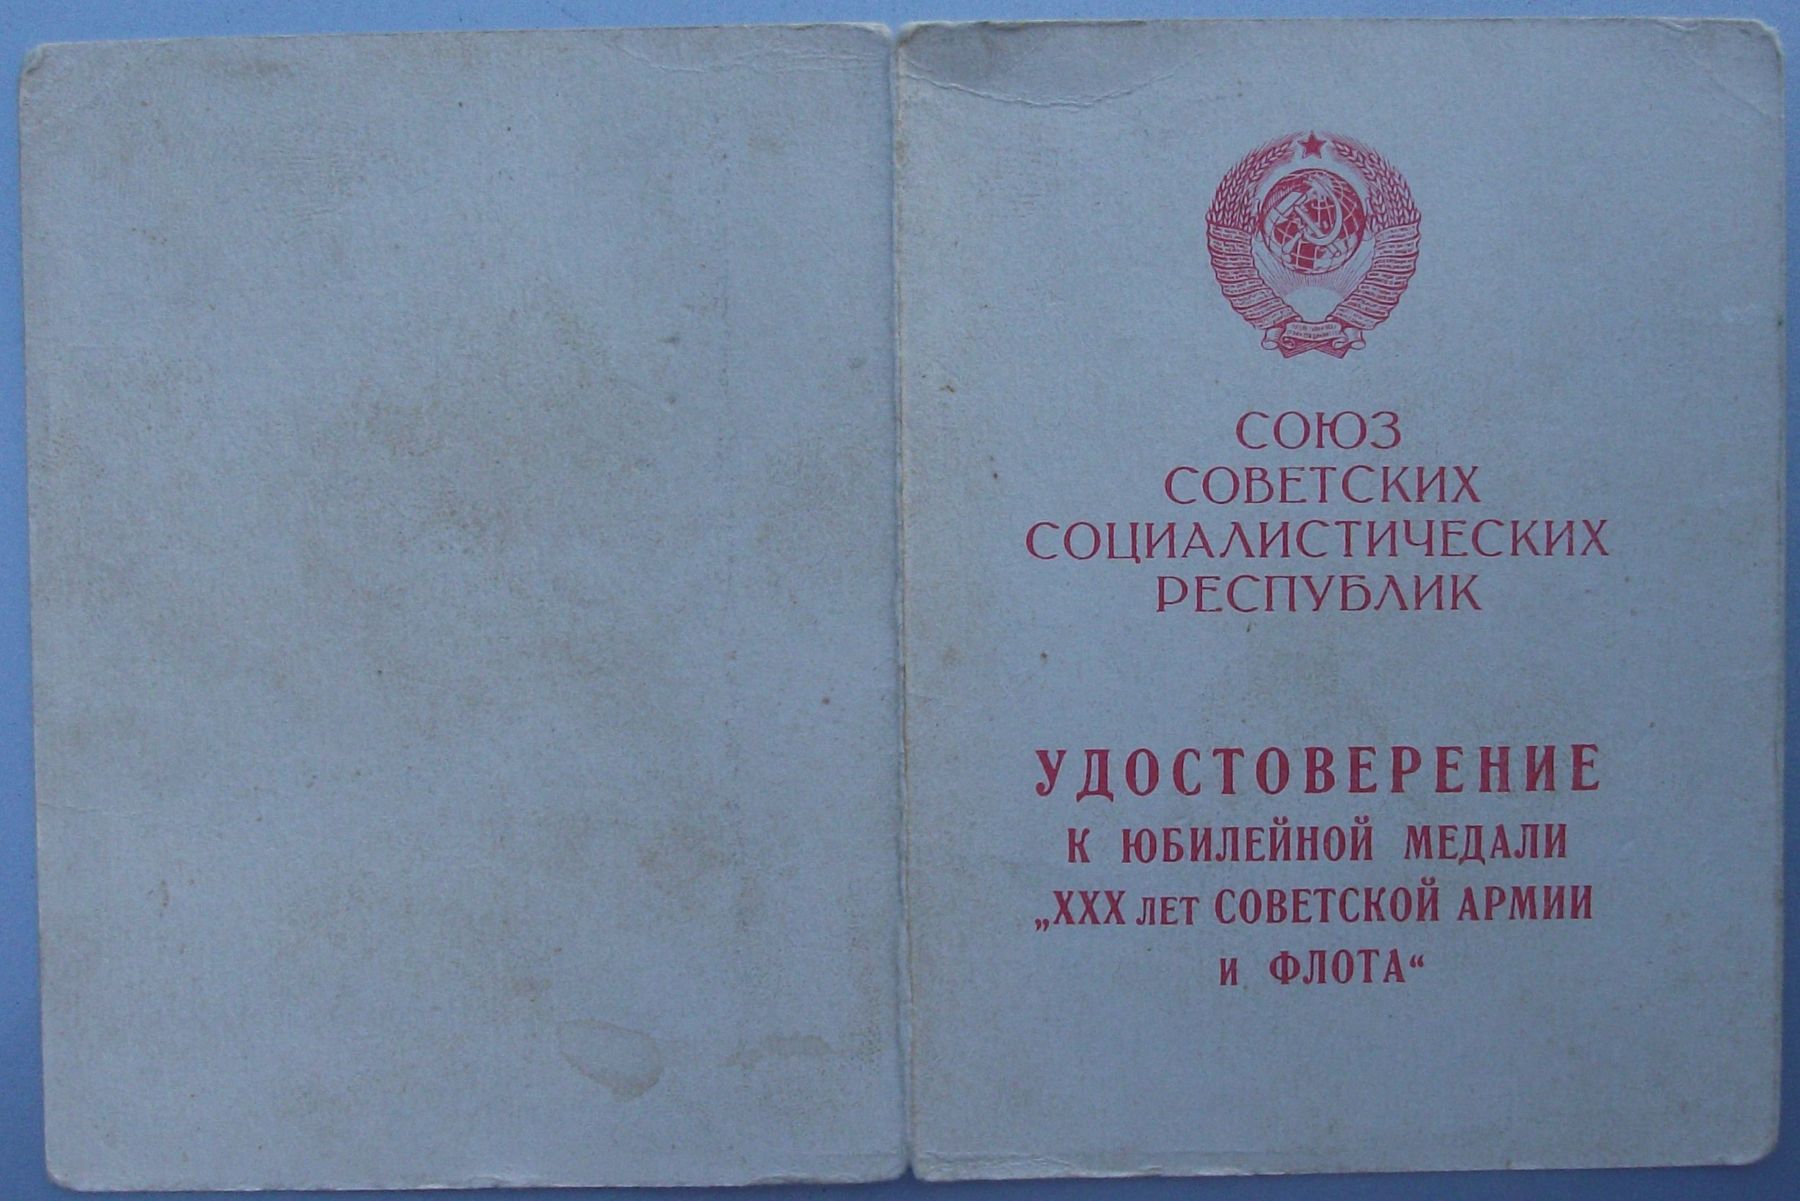 СОЮЗ
СОВЕТСКИХ
СОЦИАЛИСТИЧЕСКИХ
РЕСПУБЛИК
УДОСТОВЕРЕНИЕ
К ЮБИЛЕЙНОЙ МЕДАЛИ
„XXX ЛЕТ СОВЕТСКОЙ АРМИИ
И ФЛОТА“